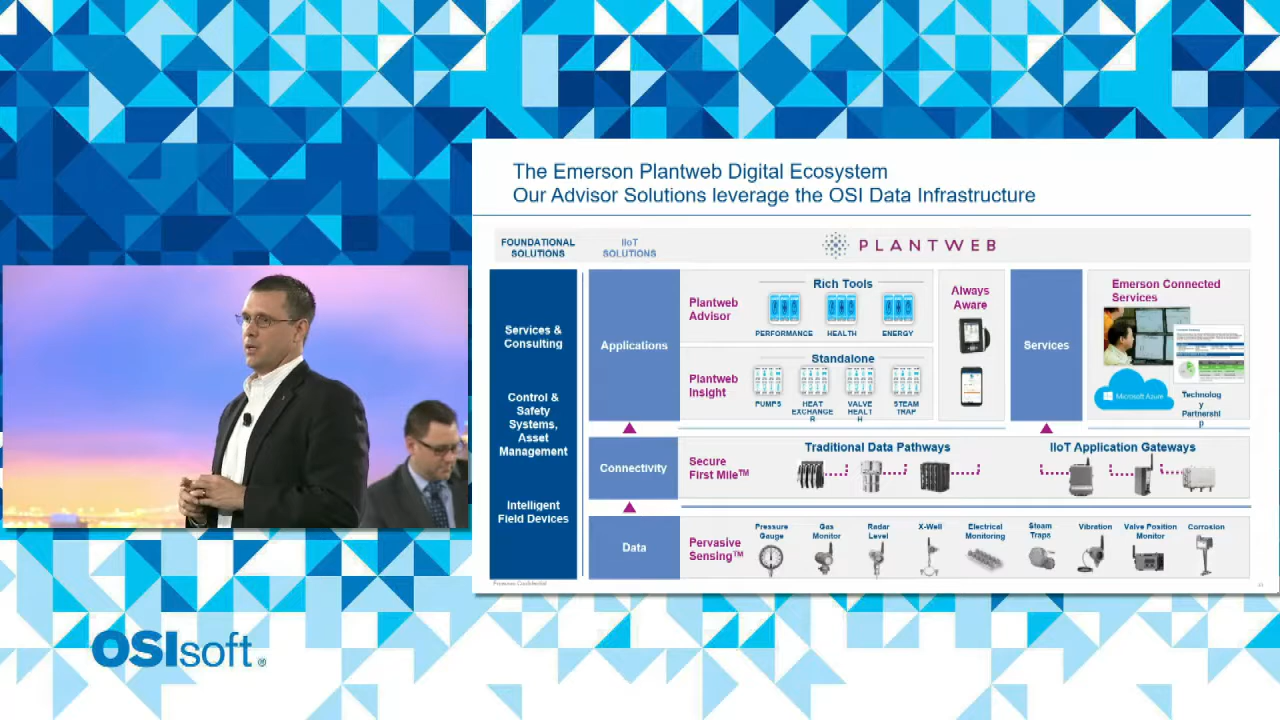 The Emerson Plantweb Digital Ecosystem
Our Advisor Solutions leverage the OSI Data Infrastructure
FOUNDATIONAL
SOLUTIONS
IIoT
SOLUTIONS
PLANTWEB
Services &
Consulting
Control &
Safety
Systems,
Asset
Management
Intelligent
Field Devices
Applications
Plantweb
Advisor
Rich Tools
PERFORMANCE
HEALTH
ENERGY
Plantweb
Insight
Standalone
PUMPS
HEAT
EXCHANGE
R
VALVE
HEALT
H
STEAM
TRAP
Always
Aware
Services
Emerson Connected
Services
Microsoft Azure
Technolog
y
Partnershi
p
Connectivity
Secure
First Mile™
Traditional Data Pathways
IIoT Application Gateways
Data
Pervasive
Sensing™
Pressure
Gauge
Gas
Monitor
Radar
Level
X-Well
Electrical
Monitoring
Steam
Traps
Vibration
Valve Position
Monitor
Corrosion
OSIsoft®